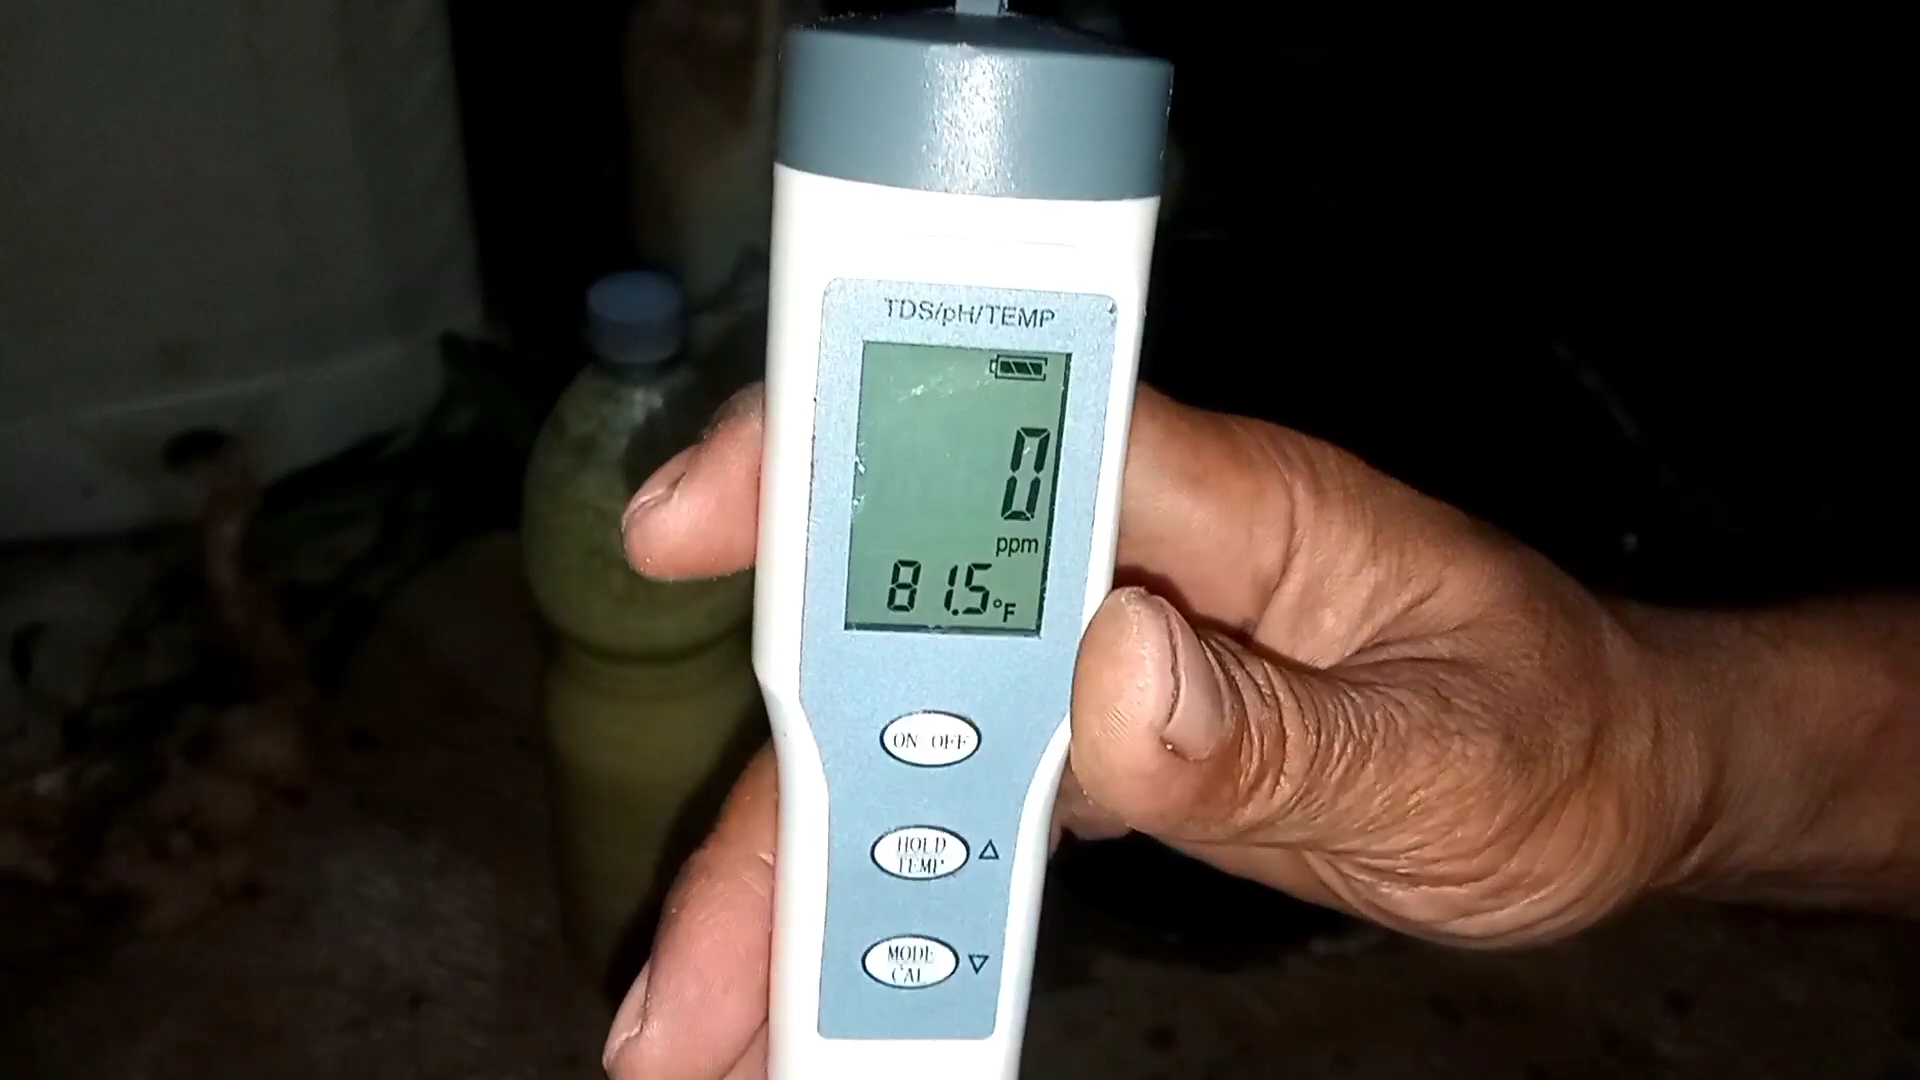 TDS/pH/TEMP
0
ppm
81.5°F
ON OFF
HOLD
TEMP
MODE
CAL